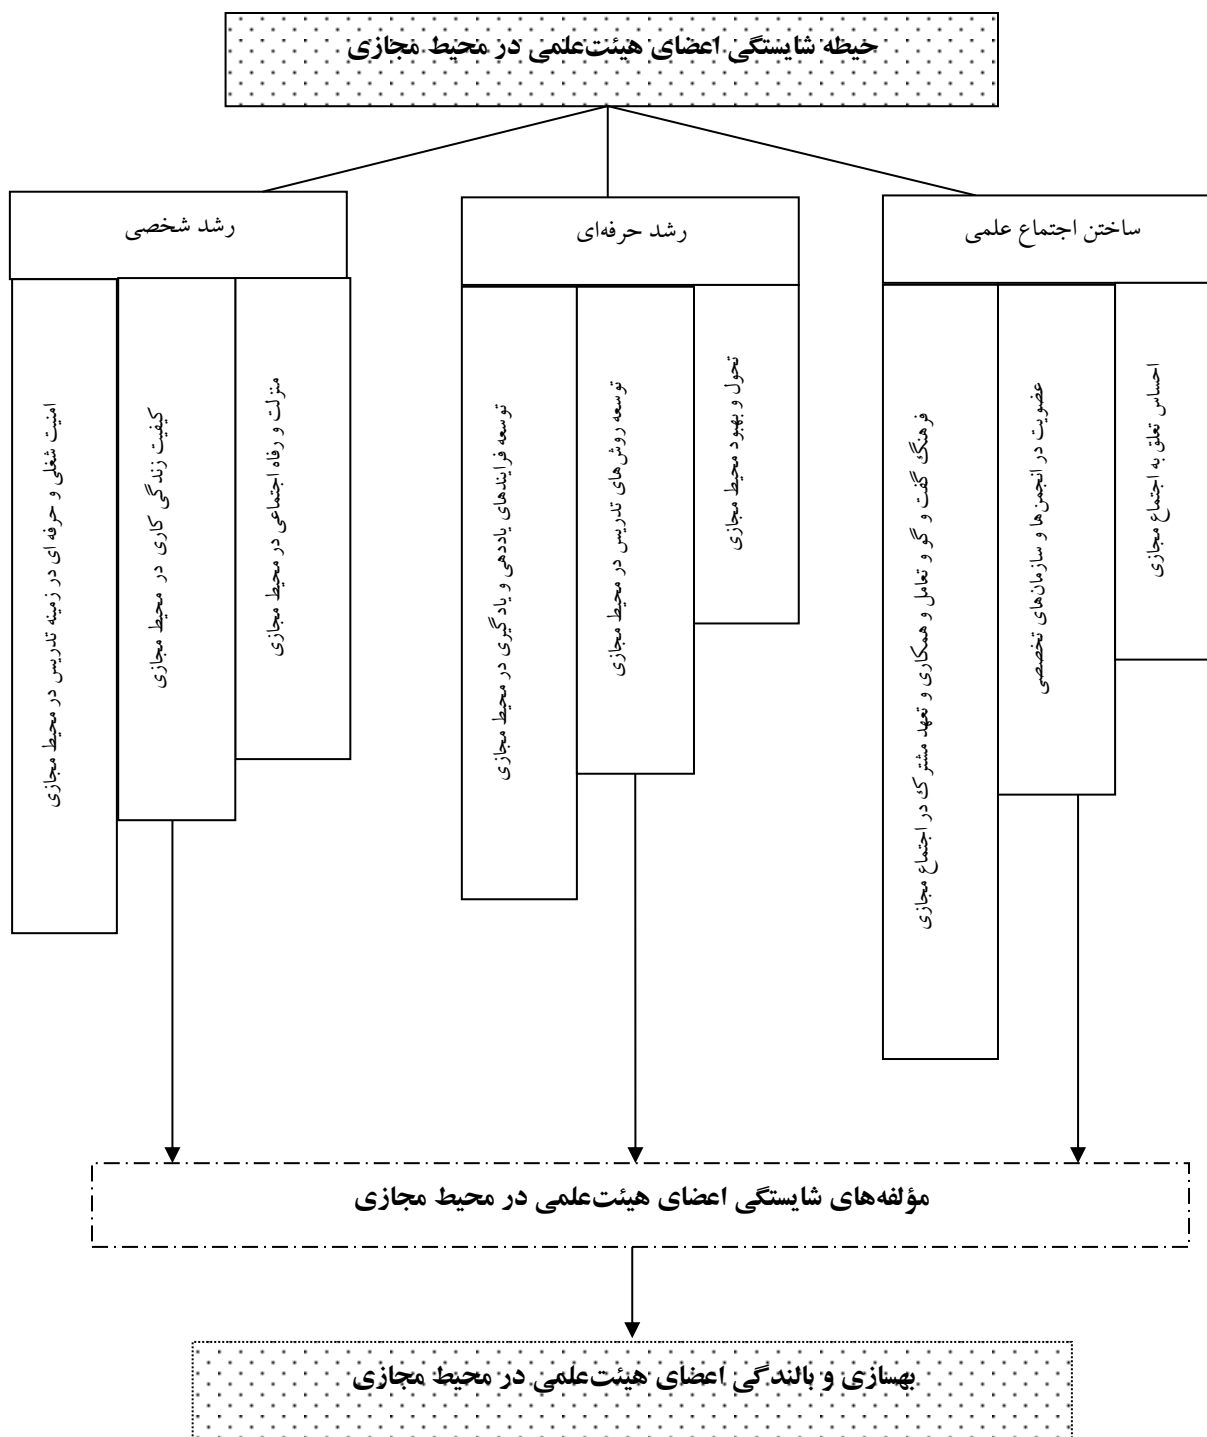 حیطه شایستگی اعضای هیئت‌علمی در محیط مجازی
ساختن اجتماع علمی
رشد حرفه‌ای
رشد شخصی
احساس تعلق به اجتماع مجازی
عضویت در انجمن‌ها و سازمان‌های تخصصی
فرهنگ گفت و گو و تعامل و همکاری و تعهد مشترک در اجتماع مجازی
تحول و بهبود محیط مجازی
توسعه روش‌های تدریس در محیط مجازی
توسعه فرایندهای یاددهی و یادگیری در محیط مجازی
منزلت و رفاه اجتماعی در محیط مجازی
کیفیت زندگی کاری در محیط مجازی
امنیت شغلی و حرفه ای در زمینه تدریس در محیط مجازی
مؤلفه‌های شایستگی اعضای هیئت‌علمی در محیط مجازی
بهسازی و بالندگی اعضای هیئت‌علمی در محیط مجازی